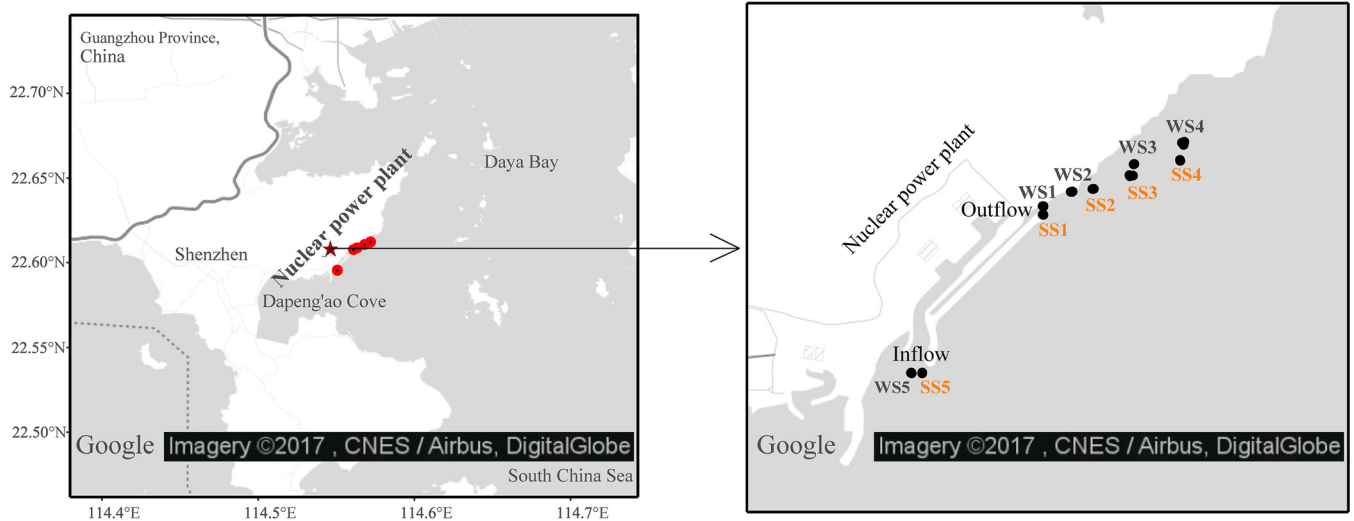 Guangzhou Province,
China
22.70°N
22.65°N
22.60°N
22.55°N
22.50°N
Daya Bay
Nuclear power plant
Shenzhen
Dapeng'ao Cove
Google
Imagery ©2017 , CNES / Airbus, DigitalGlobe
South China Sea
114.4°E
114.5°E
114.6°E
114.7°E
Nuclear power plant
WS4
WS3
SS4
WS2
SS3
WS1
SS2
Outflow
SS1
Inflow
WS5
SS5
Google
Imagery ©2017 , CNES / Airbus, DigitalGlobe